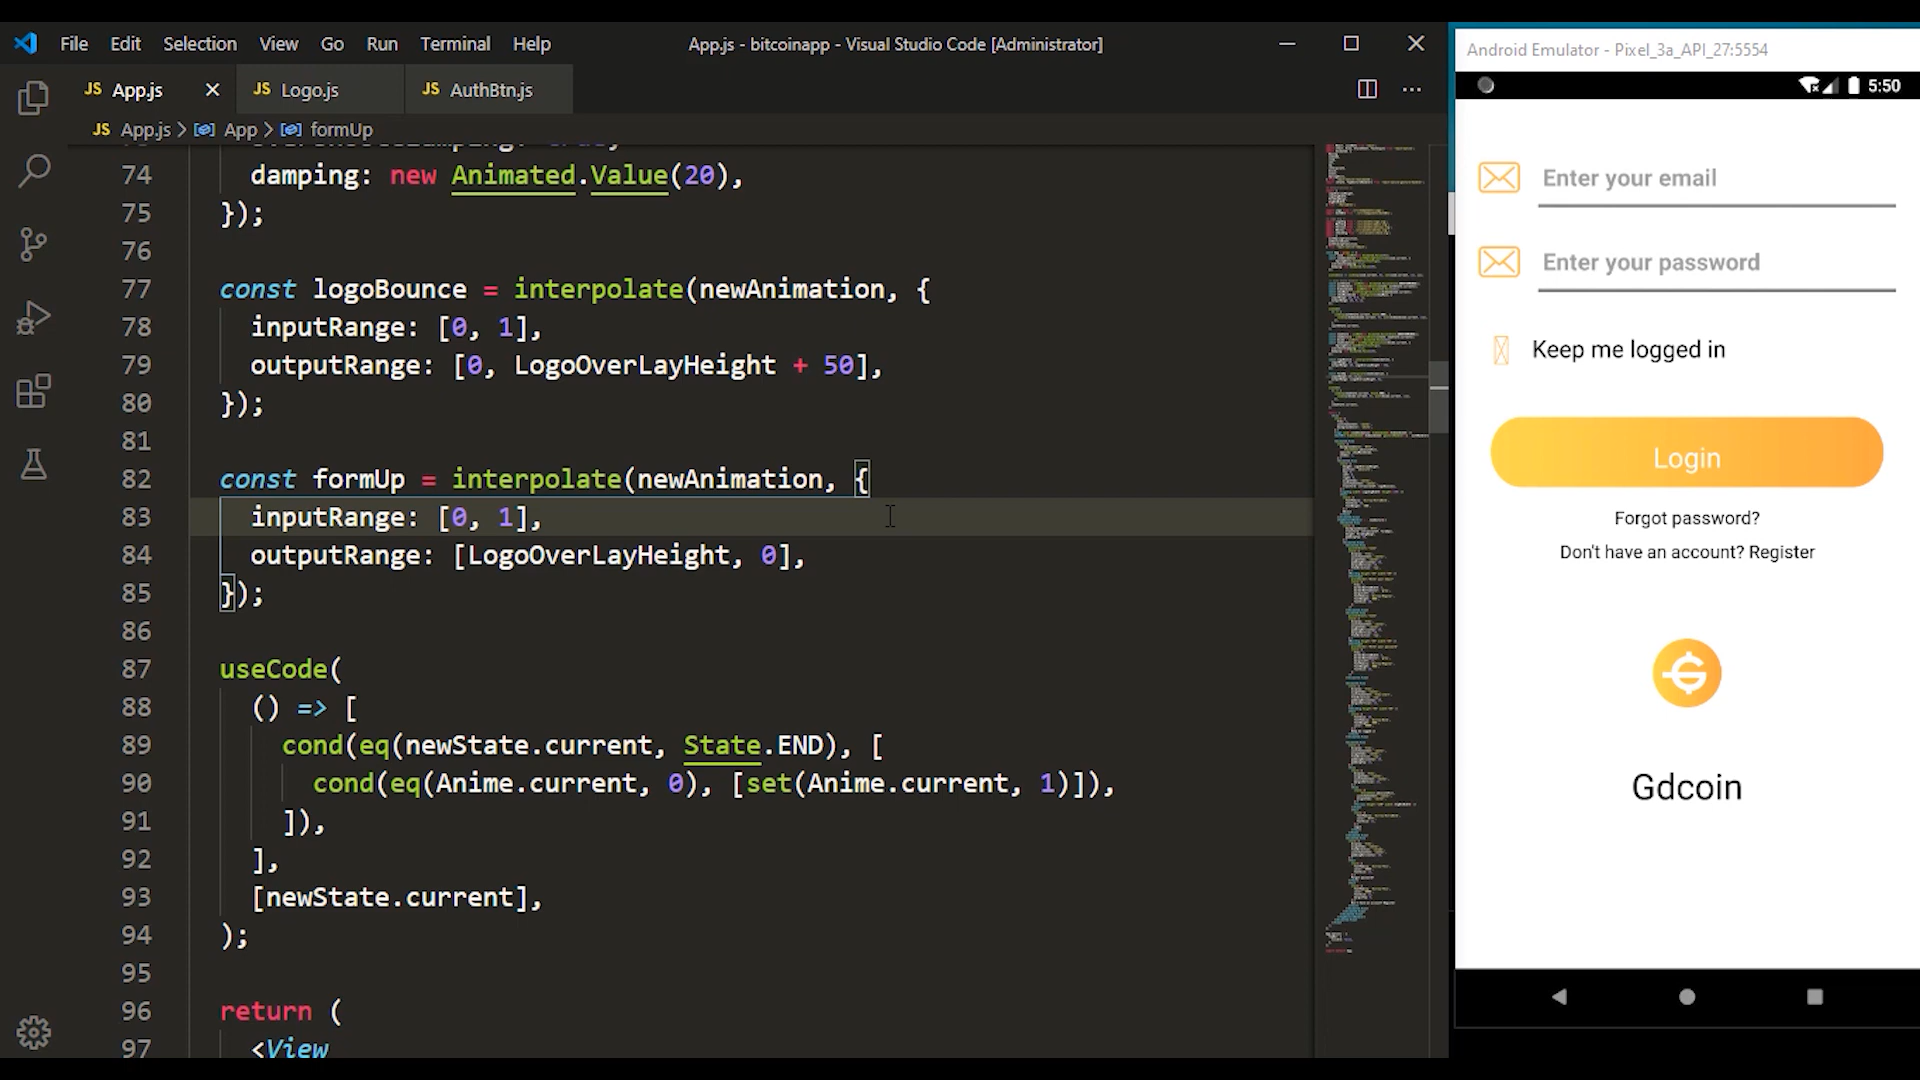 File Edit Selection View Go Run Terminal Help
App.js - bitcoinapp - Visual Studio Code [Administrator]
JS App.js
JS Logo.js
JS AuthBtn.js
JS App.js > App > formUp
74 damping: new Animated.Value(20),
75 });
76
77 const logoBounce = interpolate(newAnimation, {
78 inputRange: [0, 1],
79 outputRange: [0, LogoOverLayHeight + 50],
80 });
81
82 const formUp = interpolate(newAnimation, {
83 inputRange: [0, 1],
84 outputRange: [LogoOverLayHeight, 0],
85 });
86
87 useCode(
88 () => [
89 cond(eq(newState.current, State.END), [
90 cond(eq(Anime.current, 0), [set(Anime.current, 1)]),
91 ]),
92 ],
93 [newState.current],
94 );
95
96 return (
97 <View
Android Emulator - Pixel_3a_API_27:5554
5:50
Enter your email
Enter your password
Keep me logged in
Login
Forgot password?
Don't have an account? Register
Gdcoin